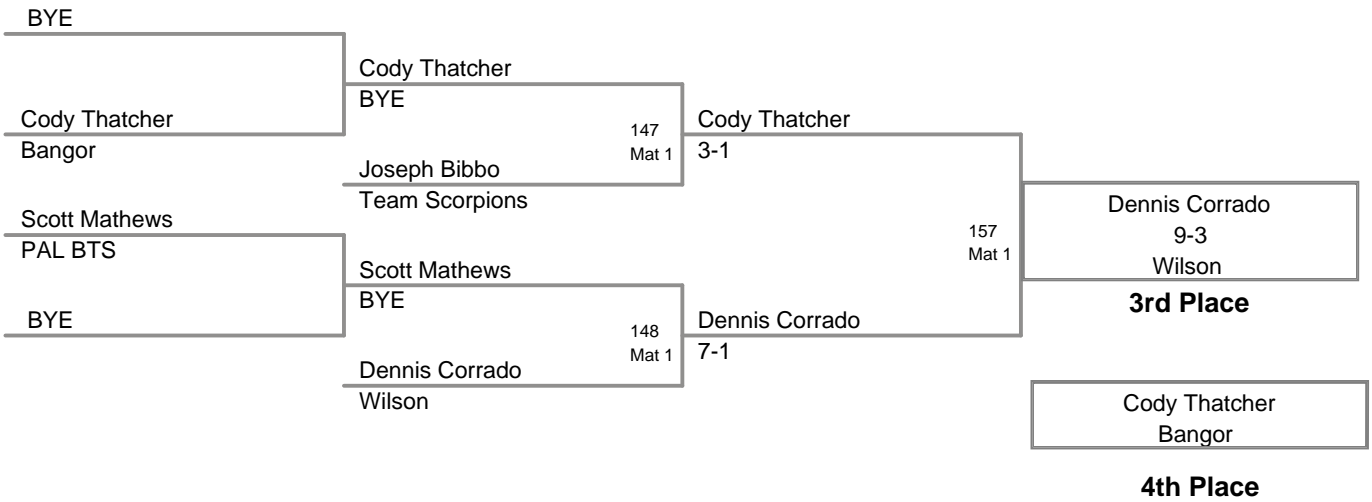 BYE
Cody Thatcher
Bangor
Scott Mathews
PAL BTS
BYE
Cody Thatcher
BYE
147
Mat 1
Joseph Bibbo
Team Scorpions
Scott Mathews
BYE
148
Mat 1
Dennis Corrado
Wilson
Cody Thatcher
3-1
157
Mat 1
Dennis Corrado
7-1
Dennis Corrado
9-3
Wilson
3rd Place
Cody Thatcher
Bangor
4th Place